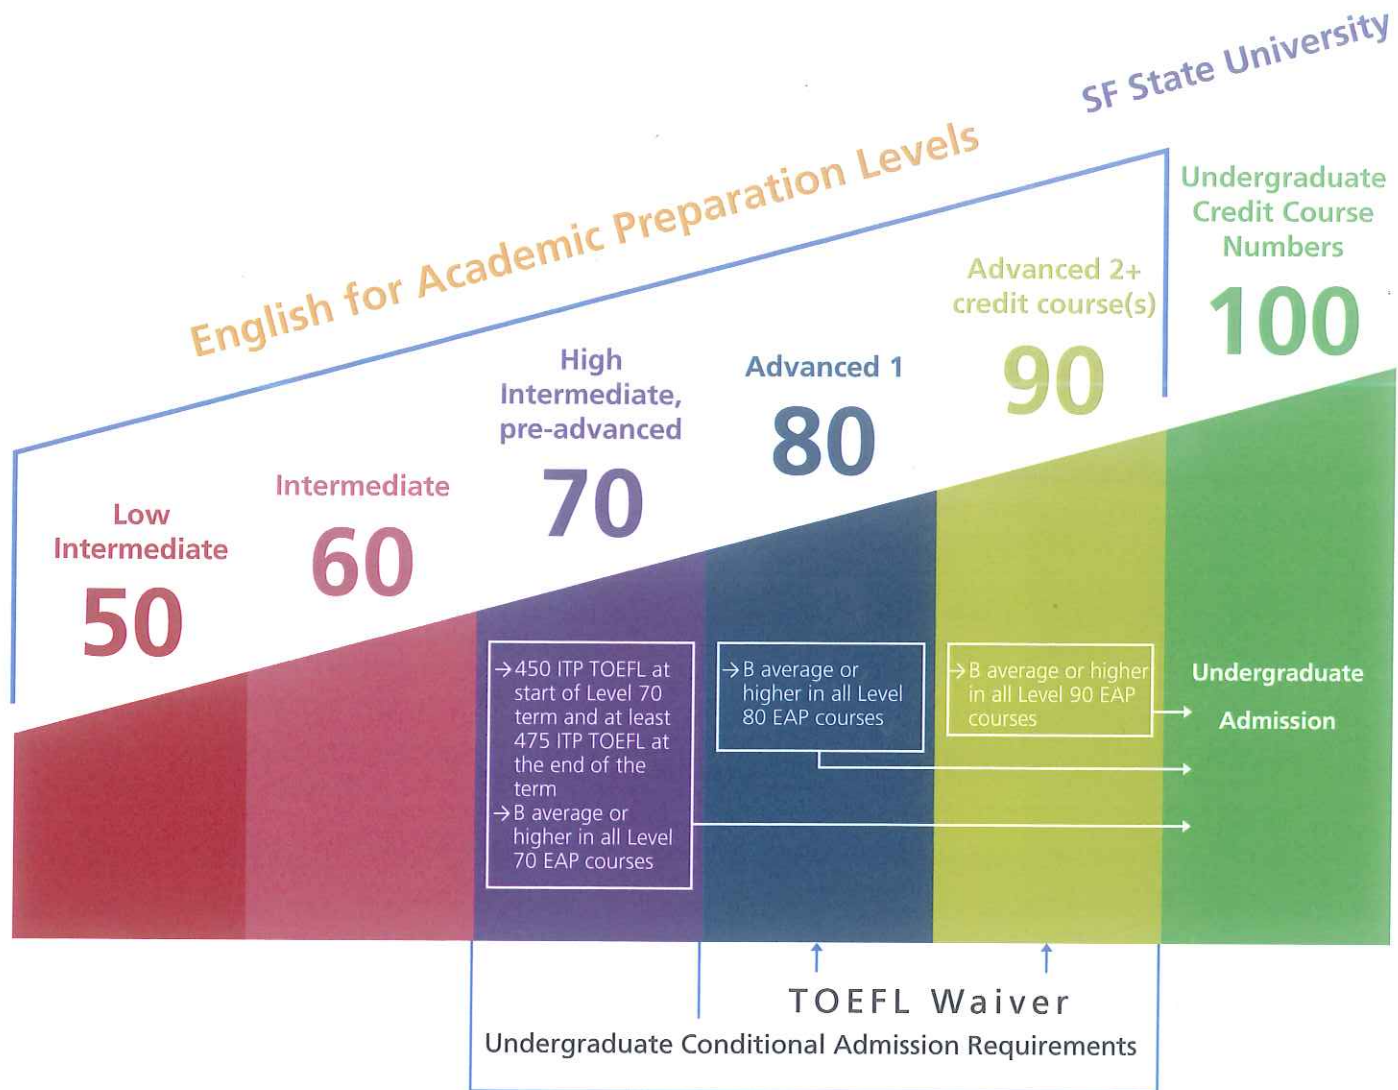 SF State University
English for Academic Preparation Levels
Low
Intermediate
50
Intermediate
60
High
Intermediate,
pre-advanced
70
Advanced 1
80
Advanced 2+
credit course(s)
90
Undergraduate
Credit Course
Numbers
100
→450 ITP TOEFL at
start of Level 70
term and at least
475 ITP TOEFL at
the end of the
term
→B average or
higher in all Level
70 EAP courses
→B average or
higher in all Level
80 EAP courses
→B average or higher
in all Level 90 EAP
courses
Undergraduate
Admission
TOEFL Waiver
Undergraduate Conditional Admission Requirements